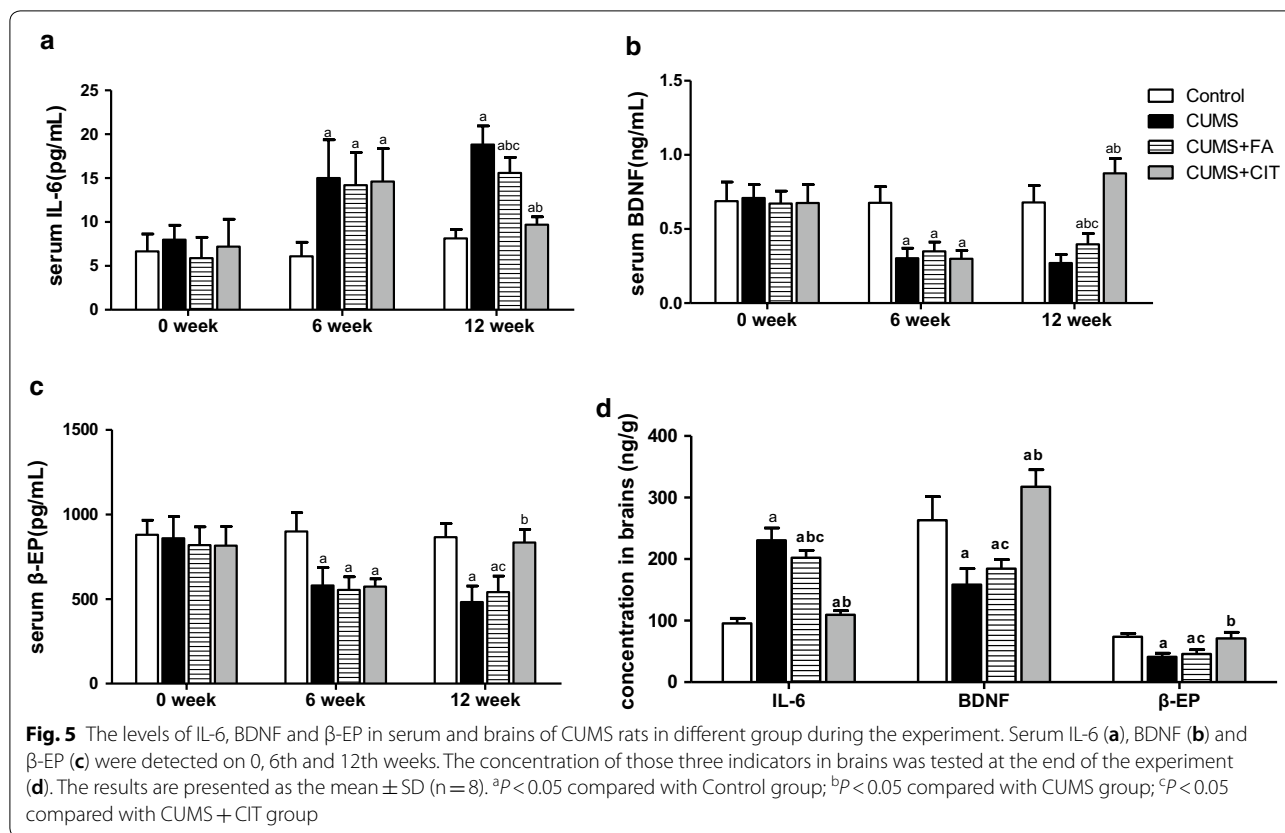 a
serum IL-6(pg/mL)
25
20
15
10
5
0
a
a
a
a
abc
ab
0 week
6 week
12 week
b
serum BDNF(ng/mL)
1.5
1.0
0.5
0.0
a
a
a
abc
ab
0 week
6 week
12 week
Control
CUMS
CUMS+FA
CUMS+CIT
c
serum β-EP(pg/mL)
1500
1000
500
0
a
a
a
a
ac
b
0 week
6 week
12 week
d
concentration in brains (ng/g)
400
300
200
100
0
a
abc
ab
a
ac
ab
a
ac
b
IL-6
BDNF
β-EP
Fig. 5 The levels of IL-6, BDNF and β-EP in serum and brains of CUMS rats in different group during the experiment. Serum IL-6 (a), BDNF (b) and
β-EP (c) were detected on 0, 6th and 12th weeks. The concentration of those three indicators in brains was tested at the end of the experiment
(d). The results are presented as the mean ± SD (n = 8). aP < 0.05 compared with Control group; bP < 0.05 compared with CUMS group; cP < 0.05
compared with CUMS + CIT group